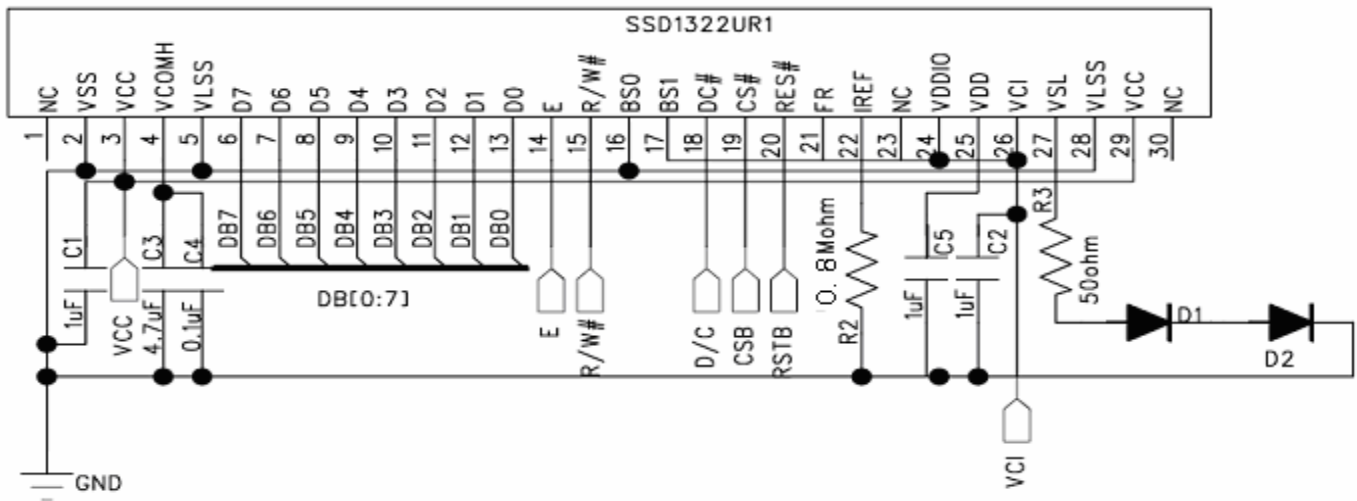 SSD1322UR1
NC
VSS
VCC
VCOMH
VLSS
D7
D6
D5
D4
D3
D2
D1
D0
E
R/W#
BS0
BS1
DC#
CS#
RES#
FR
IREF
NC
VDDIO
VDD
VCI
VSL
VLSS
VCC
NC
1
2
3
4
5
6
7
8
9
10
11
12
13
14
15
16
17
18
19
20
21
22
23
24
25
26
27
28
29
30
C1
C3
C4
DB7
DB6
DB5
DB4
DB3
DB2
DB1
DB0
0.8Mohm
C5
C2
R3
50ohm
1uF
VCC
4.7uF
0.1uF
DB[0:7]
E
R/W#
D/C
CSB
RSTB
R2
1uF
1uF
D1
D2
VCI
GND